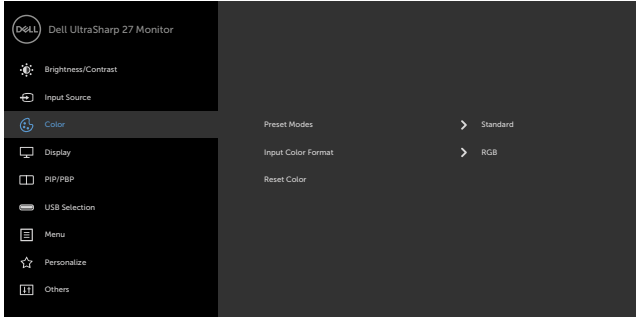 DELL Dell UltraSharp 27 Monitor
Brightness/Contrast
Input Source
Color
Preset Modes Standard
Display
Input Color Format RGB
PIP/PBP
Reset Color
USB Selection
Menu
Personalize
Others